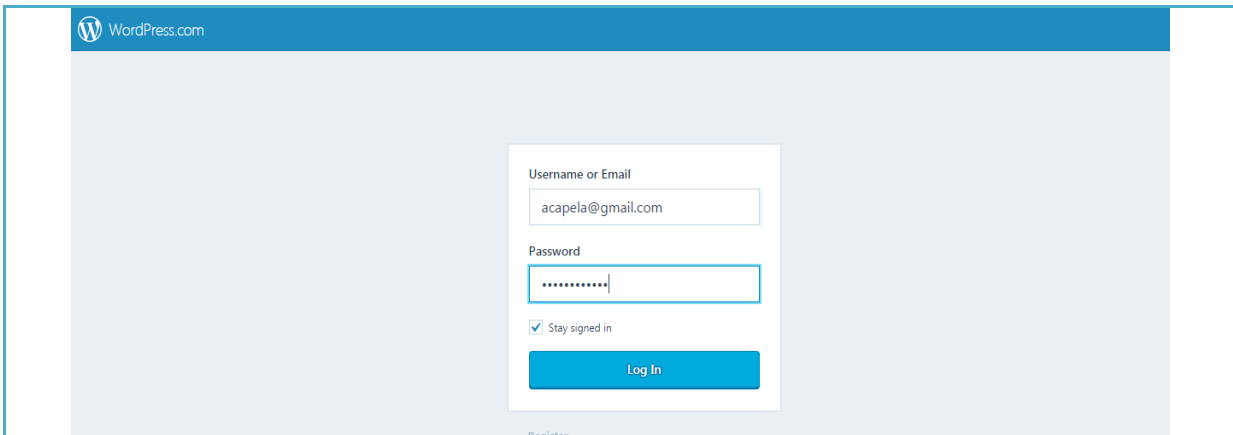 WordPress.com
Username or Email
acapela@gmail.com
Password
••••••••••••
Stay signed in
Log In